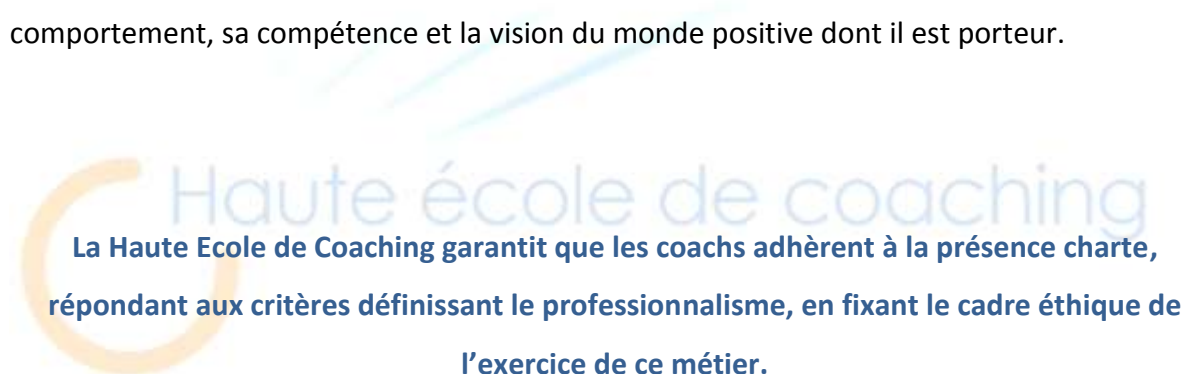 comportement, sa compétence et la vision du monde positive dont il est porteur.
Haute école de coaching
La Haute Ecole de Coaching garantit que les coachs adhèrent à la présence charte,
répondant aux critères définissant le professionnalisme, en fixant le cadre éthique de
l’exercice de ce métier.